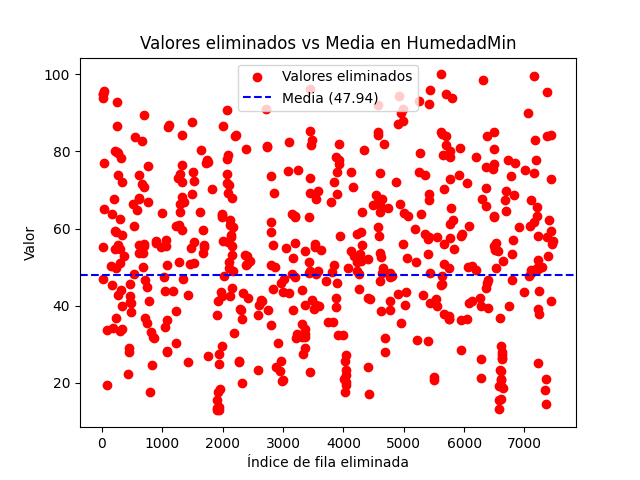 Valores eliminados vs Media en HumedadMin
Valores eliminados
Media (47.94)
Valor
100
80
60
40
20
0 1000 2000 3000 4000 5000 6000 7000
Índice de fila eliminada